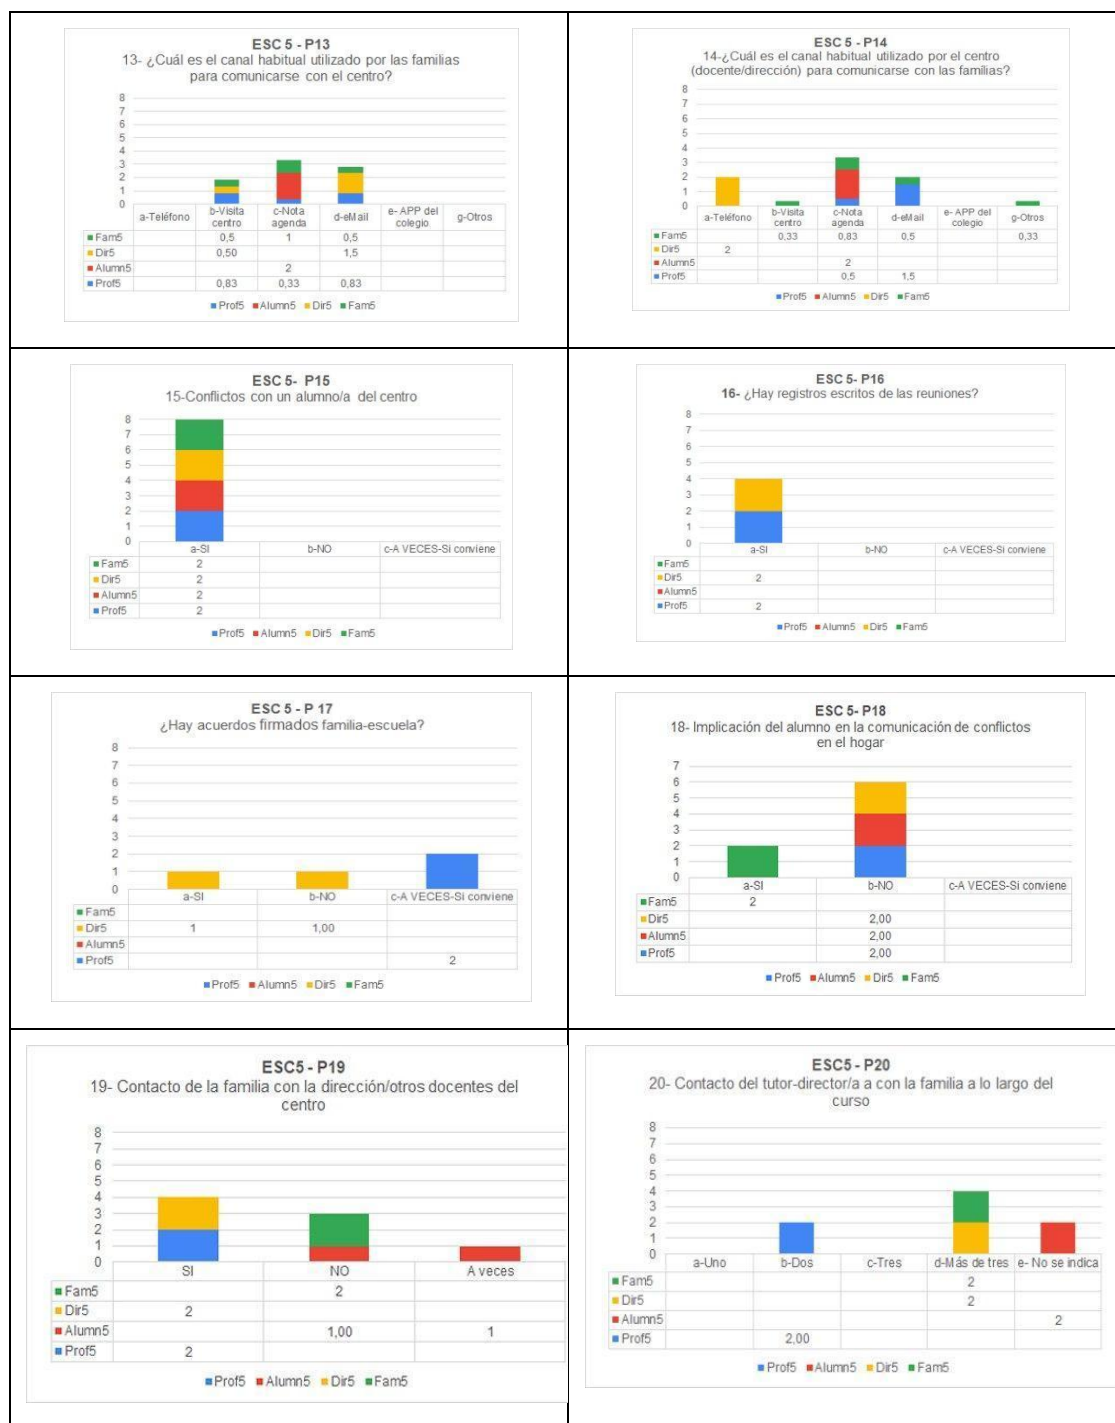 ESC 5 - P13
13- ¿Cuál es el canal habitual utilizado por las familias
para comunicarse con el centro?
8
7
6
5
4
3
2
1
0
a-Teléfono b-Visita centro c-Nota agenda d-eMail e- APP del colegio g-Otros
Fam5 0,5 1 0,5
Dir5 0,50 1,5
Alumn5 2
Prof5 0,83 0,33 0,83
Prof5 Alumn5 Dir5 Fam5
ESC 5 - P14
14-¿Cuál es el canal habitual utilizado por el centro
(docente/dirección) para comunicarse con las familias?
8
7
6
5
4
3
2
1
0
a-Teléfono b-Visita centro c-Nota agenda d-eMail e- APP del colegio g-Otros
Fam5 0,33 0,83 0,5 0,33
Dir5 2
Alumn5 2
Prof5 0,5 1,5
Prof5 Alumn5 Dir5 Fam5
ESC 5- P15
15-Conflictos con un alumno/a del centro
8
7
6
5
4
3
2
1
0
a-SI b-NO c-A VECES-Si conviene
Fam5 2
Dir5 2
Alumn5 2
Prof5 2
Prof5 Alumn5 Dir5 Fam5
ESC 5- P16
16- ¿Hay registros escritos de las reuniones?
8
7
6
5
4
3
2
1
0
a-SI b-NO c-A VECES-Si conviene
Fam5
Dir5 2
Alumn5
Prof5 2
Prof5 Alumn5 Dir5 Fam5
ESC 5 - P 17
¿Hay acuerdos firmados familia-escuela?
8
7
6
5
4
3
2
1
0
a-SI b-NO c-A VECES-Si conviene
Fam5
Dir5 1 1,00
Alumn5
Prof5 2
Prof5 Alumn5 Dir5 Fam5
ESC 5- P18
18- Implicación del alumno en la comunicación de conflictos
en el hogar
7
6
5
4
3
2
1
0
a-SI b-NO c-A VECES-Si conviene
Fam5 2
Dir5 2,00
Alumn5 2,00
Prof5 2,00
Prof5 Alumn5 Dir5 Fam5
ESC5 - P19
19- Contacto de la familia con la dirección/otros docentes del
centro
8
7
6
5
4
3
2
1
0
SI NO A veces
Fam5 2
Dir5 2
Alumn5 1,00 1
Prof5 2
Prof5 Alumn5 Dir5 Fam5
ESC5 - P20
20- Contacto del tutor-director/a a con la familia a lo largo del
curso
8
7
6
5
4
3
2
1
0
a-Uno b-Dos c-Tres d-Más de tres e- No se indica
Fam5 2
Dir5 2
Alumn5 2
Prof5 2,00
Prof5 Alumn5 Dir5 Fam5